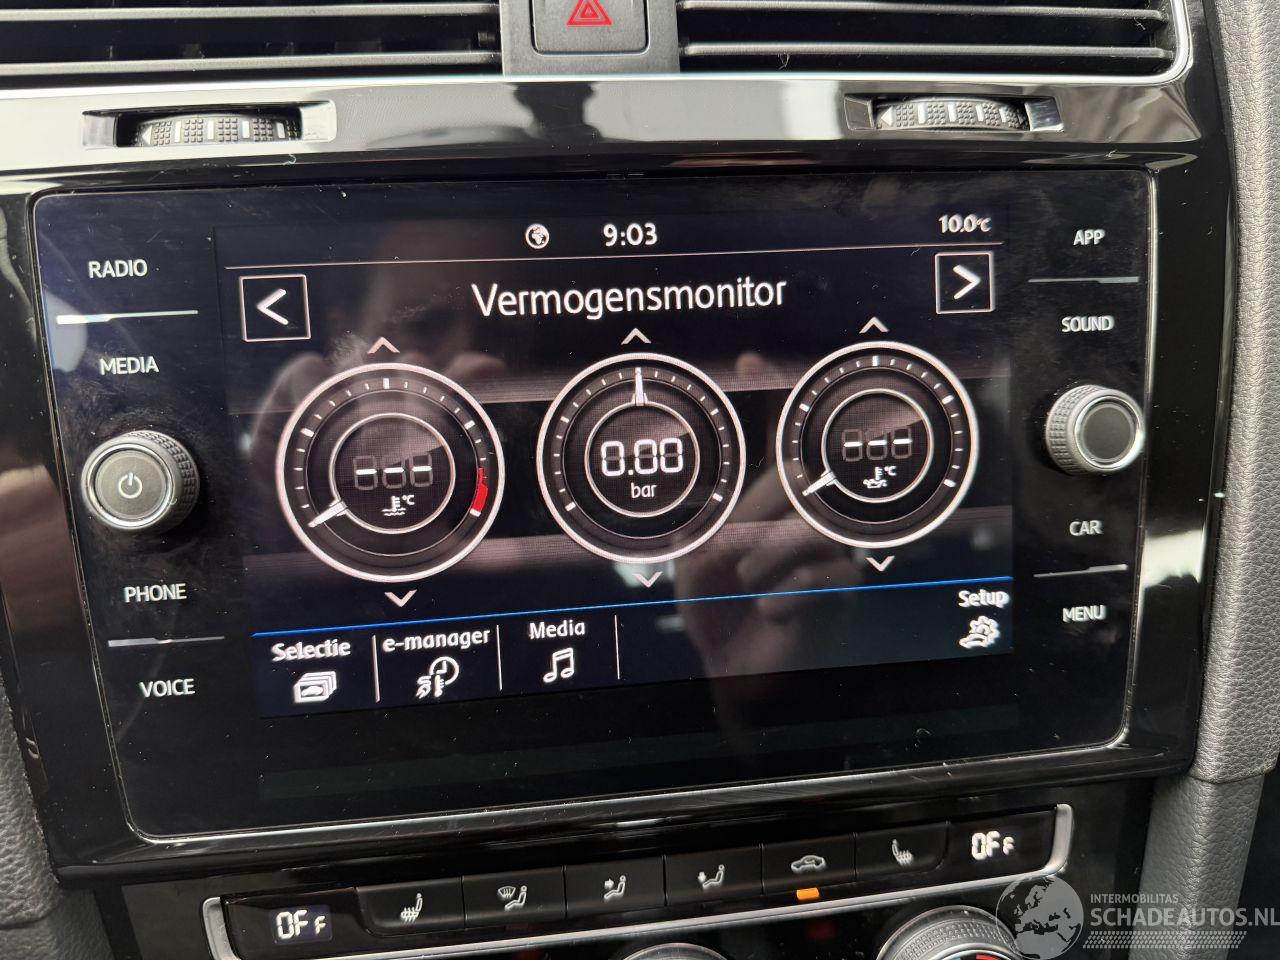 9:03
10.0°C
RADIO
APP
Vermogensmonitor
SOUND
MEDIA
---
°C
0.00
bar
---
°C
CAR
PHONE
Setup
MENU
Selectie
e-manager
Media
VOICE
OFF
OFF
INTERMOBILITAS
SCHADEAUTOS.NL